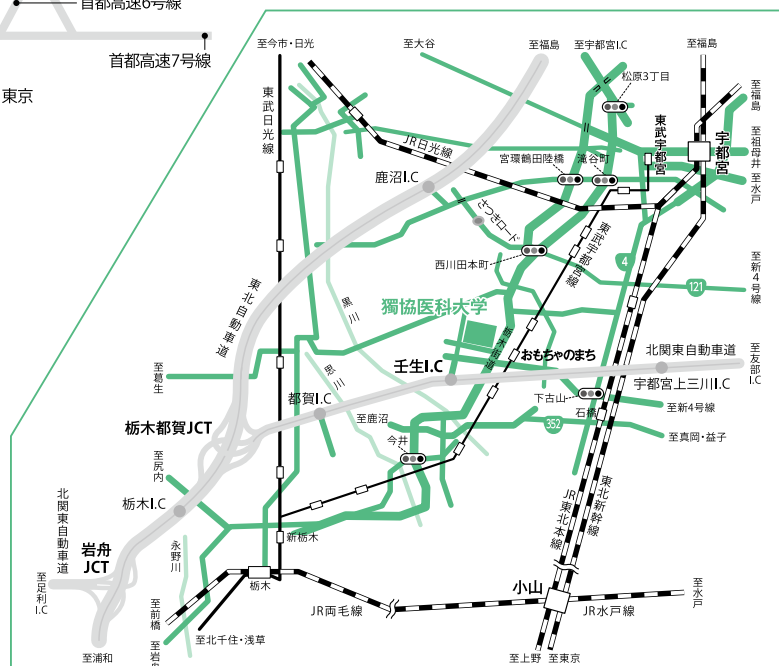 首都高速6号線
首都高速7号線
東京
至今市・日光
至大谷
至福島
至宇都宮I.C
至福島
松原3丁目
至福島
東武日光線
JR日光線
東武宇都宮
宇都宮
至祖母井
至水戸
宮環鶴田陸橋
滝谷町
鹿沼I.C
さつきロード
西川田本町
東武宇都宮線
4
121
至新4号線
東北自動車道
黒川
獨協医科大学
栃木街道
おもちゃのまち
北関東自動車道
至友部I.C
思川
壬生I.C
宇都宮上三川I.C
至葛生
都賀I.C
下古山
石橋
至新4号線
至鹿沼
352
至真岡・益子
栃木都賀JCT
今井
至尻内
栃木I.C
北関東自動車道
岩舟JCT
永野川
新栃木
JR東北本線
東北新幹線
至足利I.C
栃木
小山
至水戸
至前橋
JR両毛線
JR水戸線
至北千住・浅草
至浦和
至上野
至東京